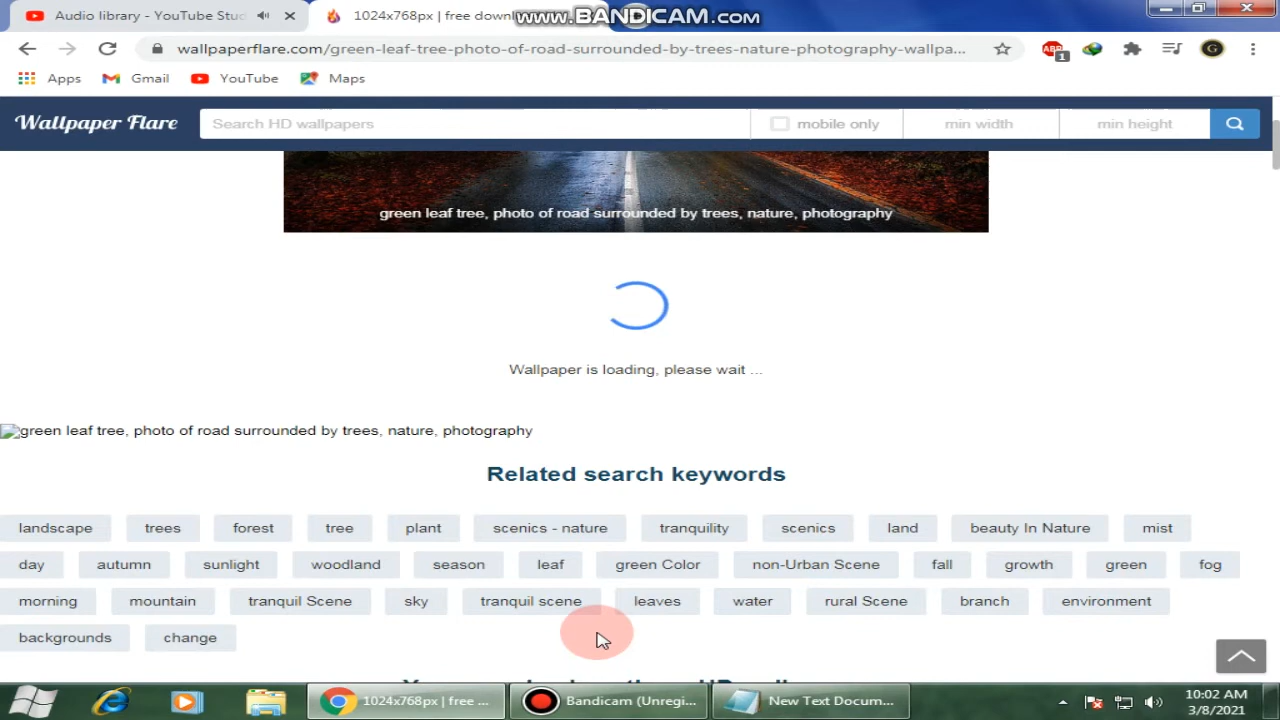 Audio library - YouTube Stu
1024x768px | free downl
www.BANDICAM.com
wallpaperflare.com/green-leaf-tree-photo-of-road-surrounded-by-trees-nature-photography-wallpa...
ABP
1
G
Apps
Gmail
YouTube
Maps
Wallpaper Flare
Search HD wallpapers
mobile only
min width
min height
green leaf tree, photo of road surrounded by trees, nature, photography
Wallpaper is loading, please wait ...
green leaf tree, photo of road surrounded by trees, nature, photography
Related search keywords
landscape trees forest tree plant scenics - nature tranquility scenics land beauty In Nature mist
day autumn sunlight woodland season leaf green Color non-Urban Scene fall growth green fog
morning mountain tranquil Scene sky tranquil scene leaves water rural Scene branch environment
backgrounds change
1024x768px | free ...
Bandicam (Unregi...
New Text Docum...
10:02 AM
3/8/2021